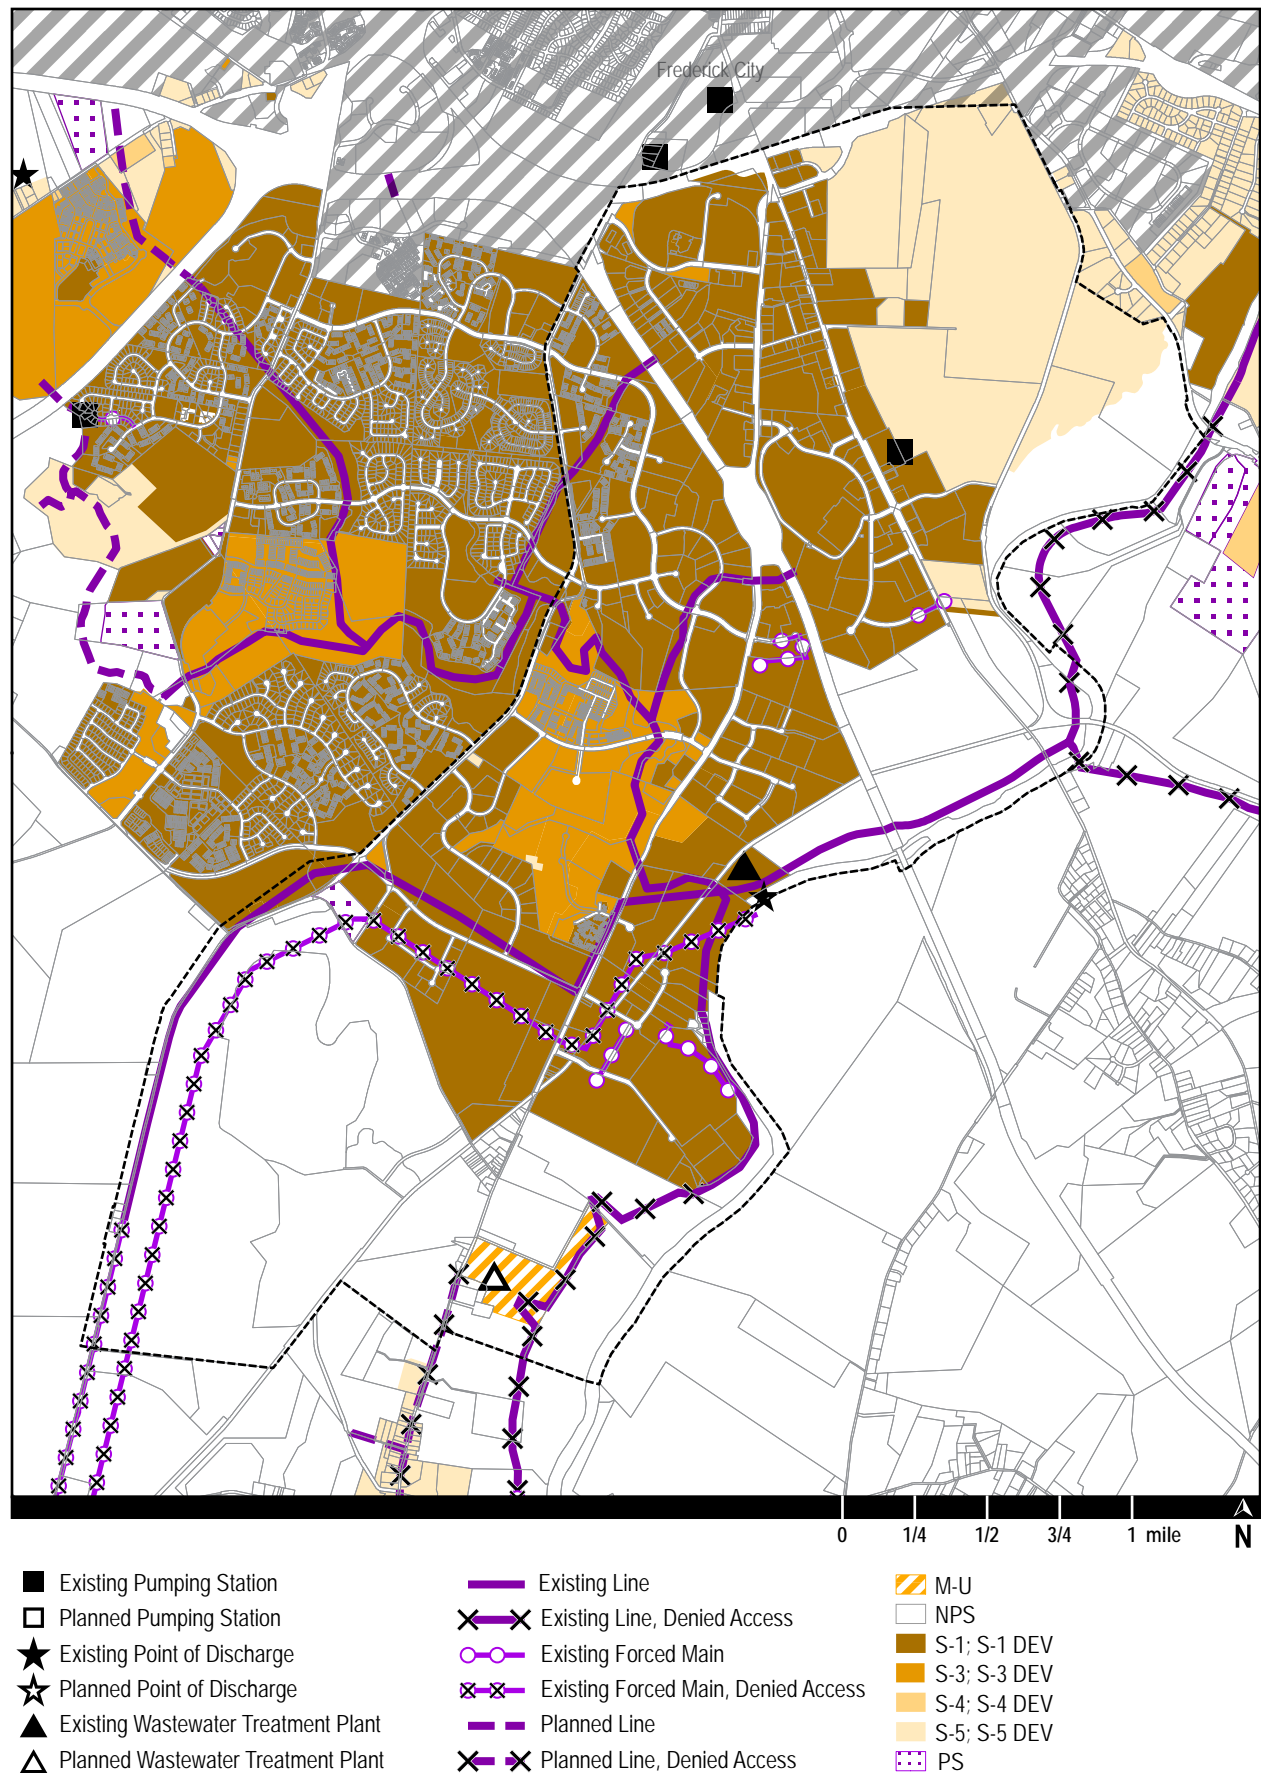 Frederick City
0 1/4 1/2 3/4 1 mile
N
Existing Pumping Station
Planned Pumping Station
Existing Point of Discharge
Planned Point of Discharge
Existing Wastewater Treatment Plant
Planned Wastewater Treatment Plant
Existing Line
Existing Line, Denied Access
Existing Forced Main
Existing Forced Main, Denied Access
Planned Line
Planned Line, Denied Access
M-U
NPS
S-1; S-1 DEV
S-3; S-3 DEV
S-4; S-4 DEV
S-5; S-5 DEV
PS